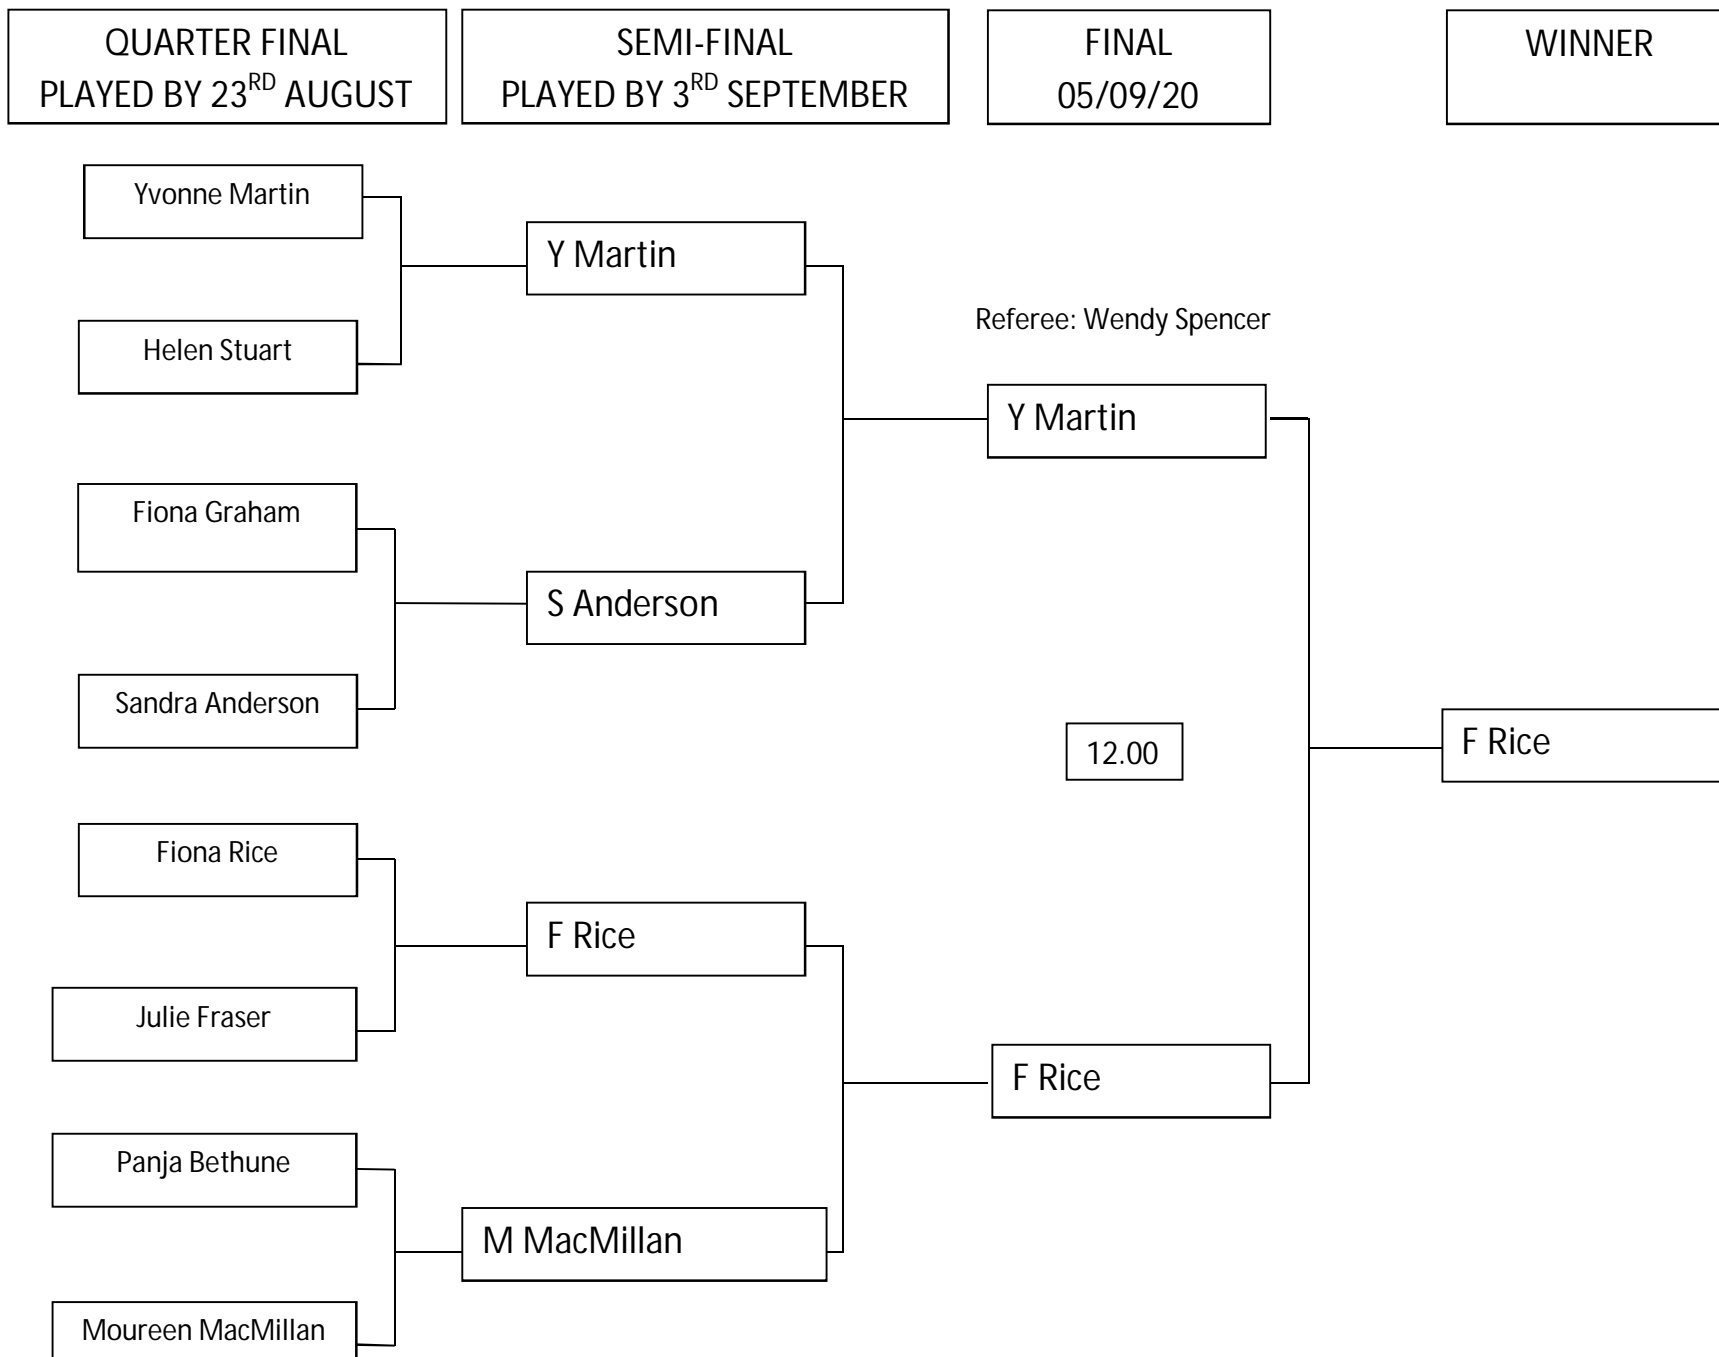 QUARTER FINAL
PLAYED BY 23RD AUGUST
SEMI-FINAL
PLAYED BY 3RD SEPTEMBER
FINAL
05/09/20
WINNER
Yvonne Martin
Helen Stuart
Fiona Graham
Sandra Anderson
Fiona Rice
Julie Fraser
Panja Bethune
Moureen MacMillan
Y Martin
S Anderson
F Rice
M MacMillan
Referee: Wendy Spencer
Y Martin
12.00
F Rice
F Rice